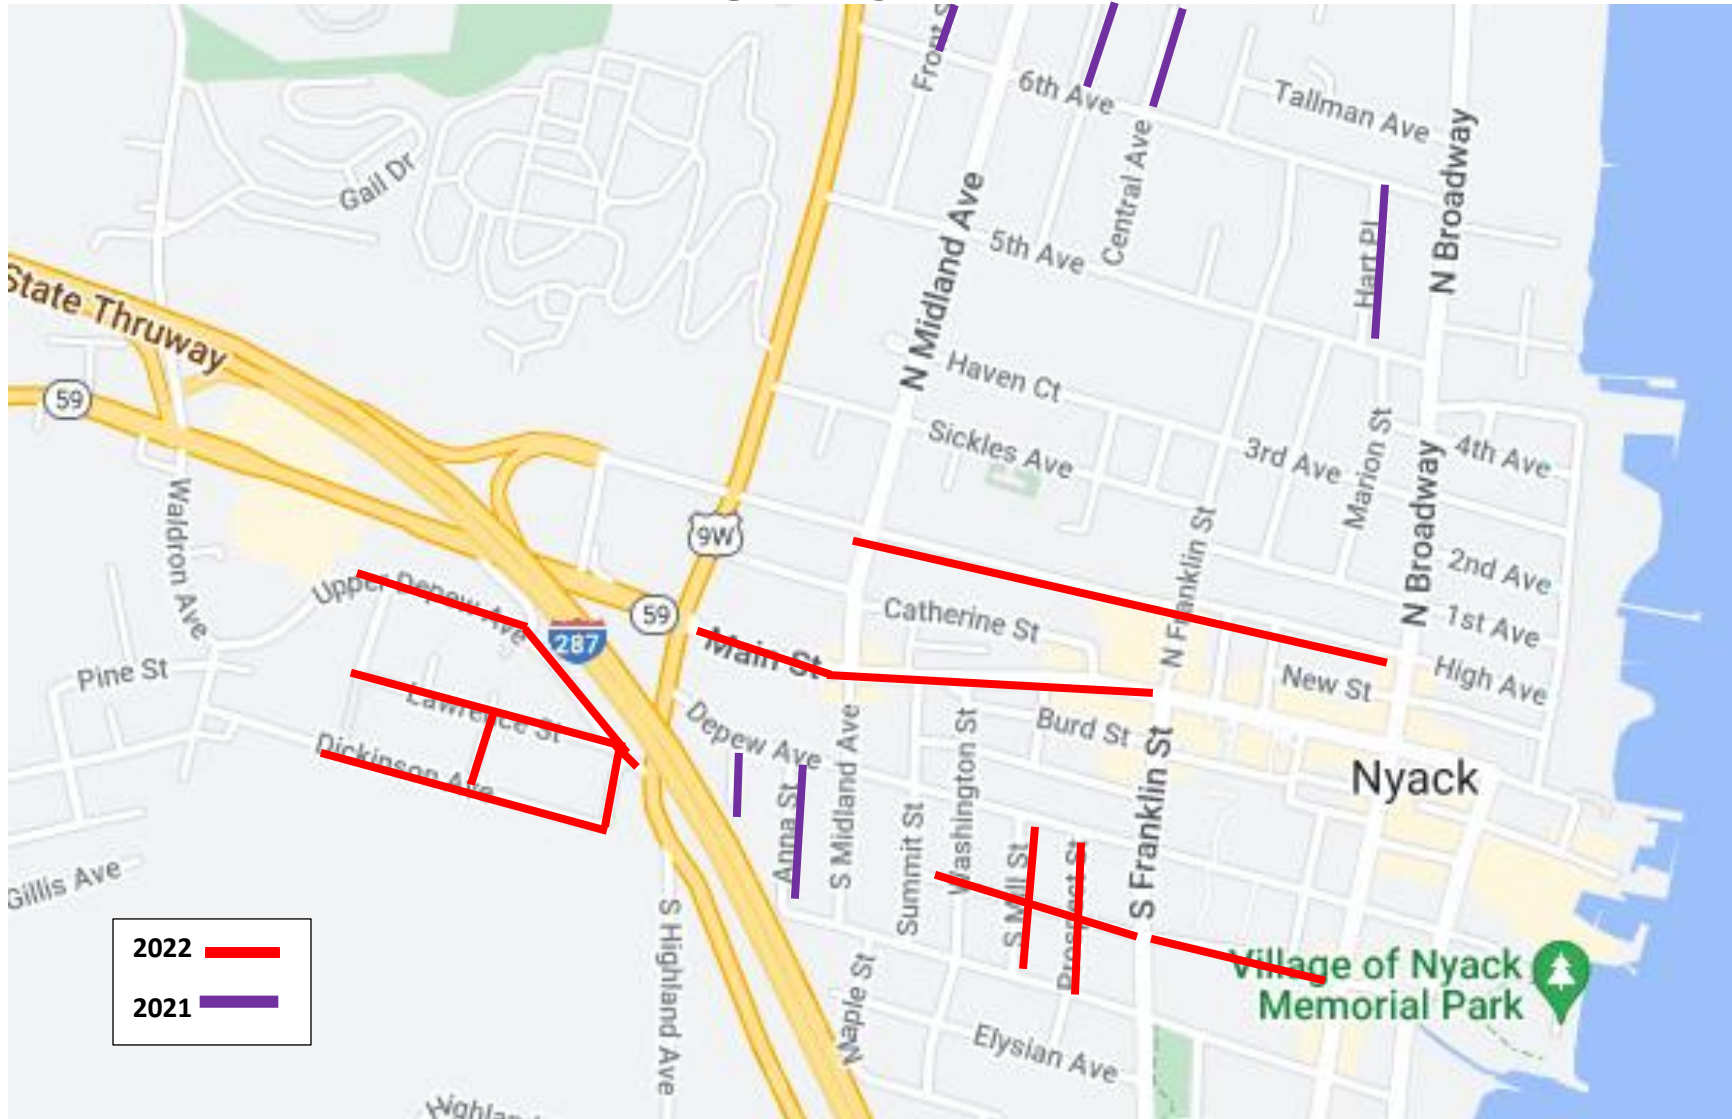 6th Ave
Tallman Ave
N Broadway
Gail Dr
Central Ave
N Midland Ave
5th Ave
Hart Pl
State Thruway
59
Haven Ct
Sickles Ave
3rd Ave
Marion St
4th Ave
N Broadway
9W
Waldron Ave
N Franklin St
2nd Ave
Upper Depew Ave
59
Catherine St
1st Ave
287
Main St
Pine St
New St
High Ave
Lawrence St
Depew Ave
Burd St
Dickinson Ave
S Midland Ave
Washington St
S Franklin St
Nyack
Anna St
Summit St
S Mill St
Prospect St
Gillis Ave
S Highland Ave
Maple St
Village of Nyack
Memorial Park
Elysian Ave
2022
2021